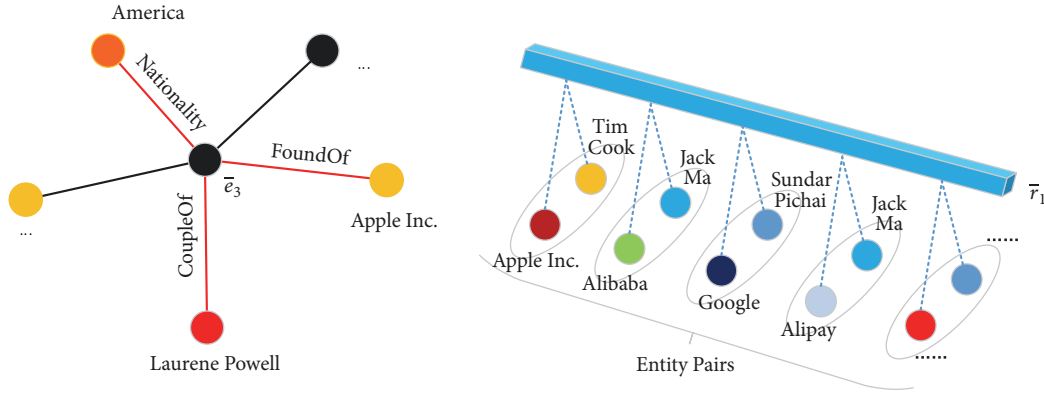 America
...
Nationality
FoundOf
e̅₃
CoupleOf
...
Apple Inc.
Laurene Powell
Tim
Cook
Jack
Ma
Sundar
Pichai
Jack
Ma
r̅₁
......
Apple Inc.
Alibaba
Google
Alipay
......
Entity Pairs